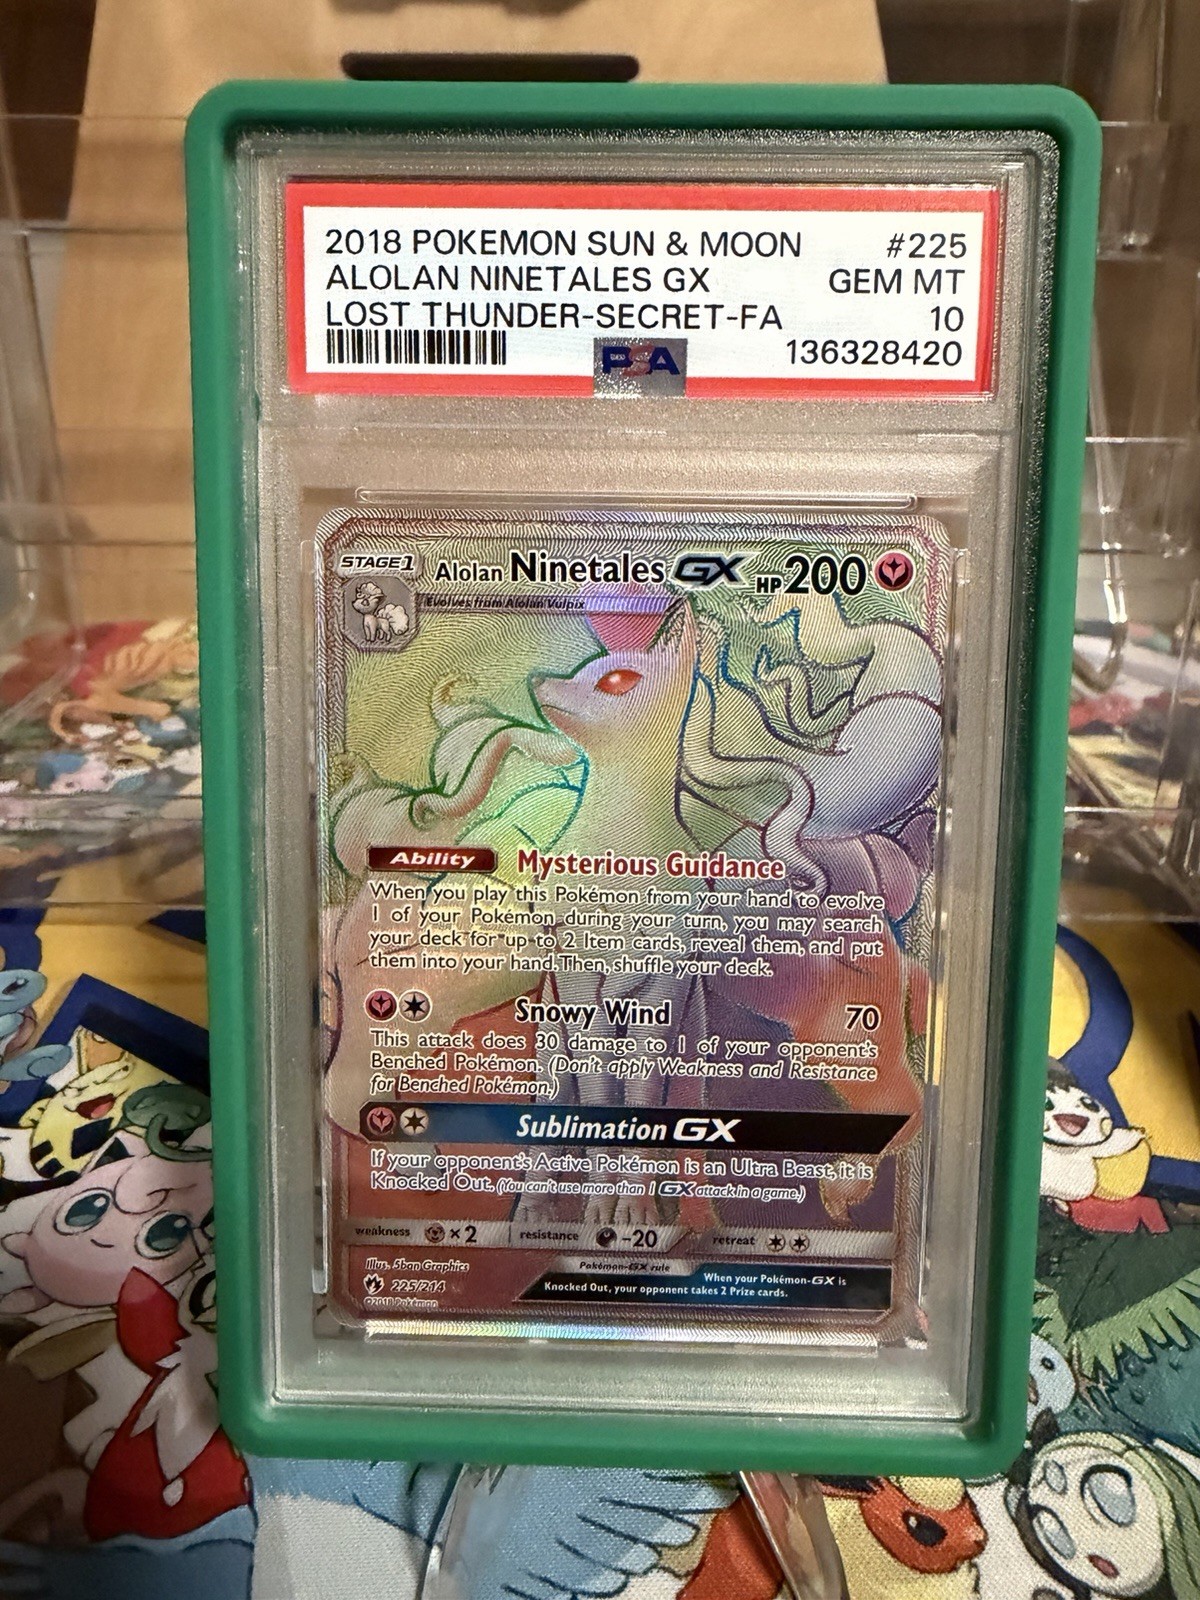 2018 POKEMON SUN & MOON #225
ALOLAN NINETALES GX GEM MT
LOST THUNDER-SECRET-FA 10
PSA 136328420
STAGE1 Alolan Ninetales GX HP 200
Evolves from Alolan Vulpix
Ability Mysterious Guidance
When you play this Pokémon from your hand to evolve
1 of your Pokémon during your turn, you may search
your deck for up to 2 Item cards, reveal them, and put
them into your hand. Then, shuffle your deck.
Snowy Wind 70
This attack does 30 damage to 1 of your opponent's
Benched Pokémon. (Don't apply Weakness and Resistance
for Benched Pokémon.)
Sublimation GX
If your opponent's Active Pokémon is an Ultra Beast, it is
Knocked Out. (You can't use more than 1 GX attack in a game.)
weakness ×2 resistance -20 retreat
Illus. 5ban Graphics
225/214
©2018 Pokémon
Pokémon-GX rule
When your Pokémon-GX is
Knocked Out, your opponent takes 2 Prize cards.